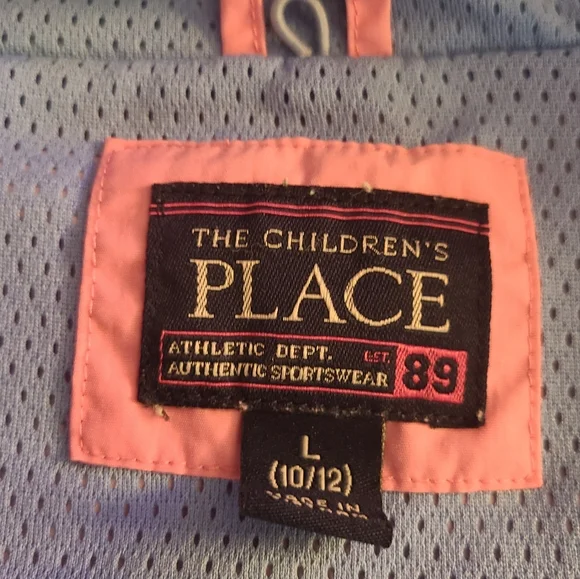 THE CHILDREN'S
PLACE
ATHLETIC DEPT. EST. 89
AUTHENTIC SPORTSWEAR
L
(10/12)
MADE IN